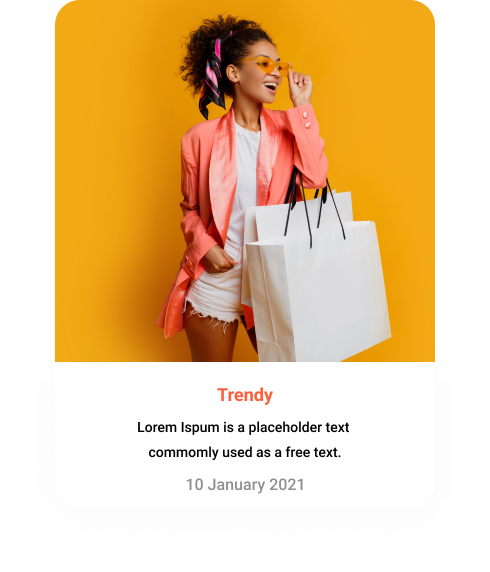 Trendy
Lorem Ispum is a placeholder text
commomly used as a free text.
10 January 2021